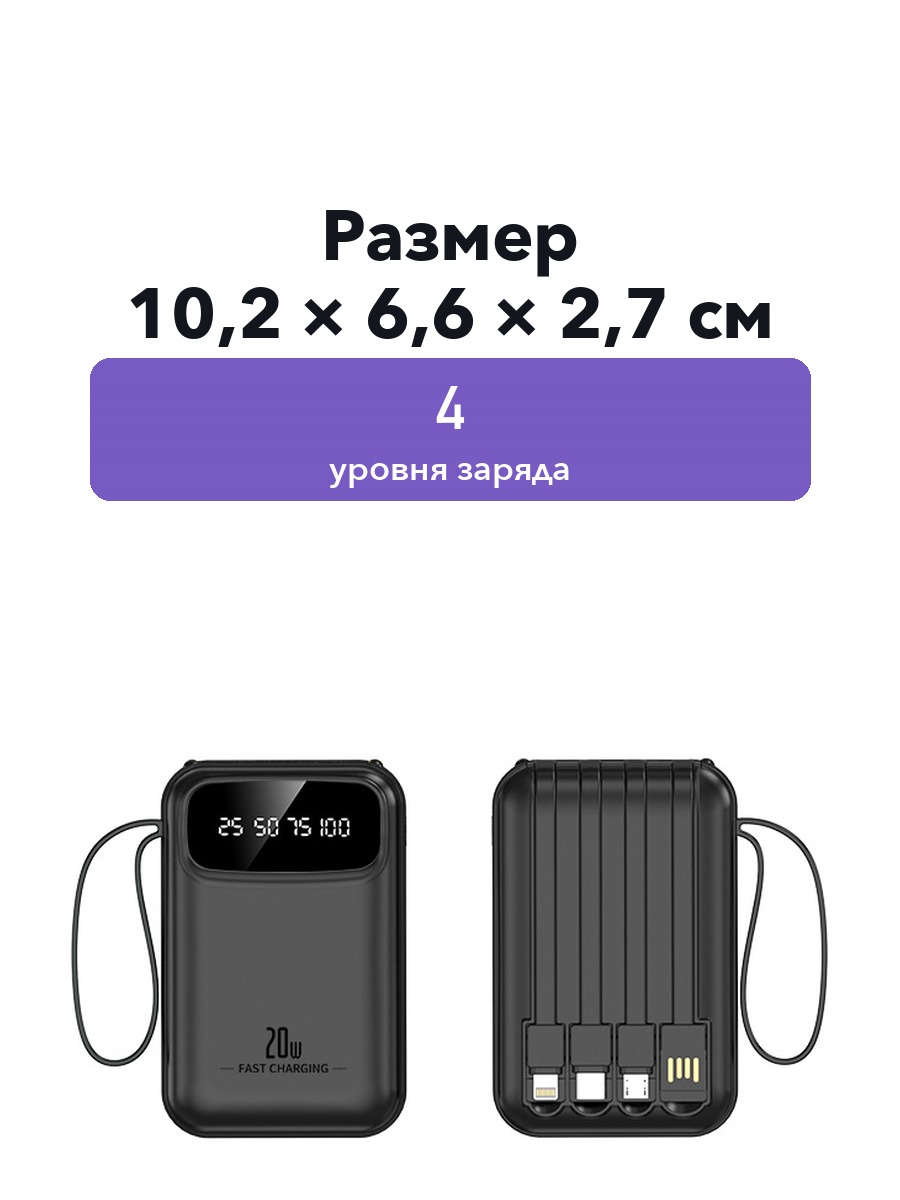 Размер
10,2 × 6,6 × 2,7 см
4
уровня заряда
25 50 75 100
20W
FAST CHARGING